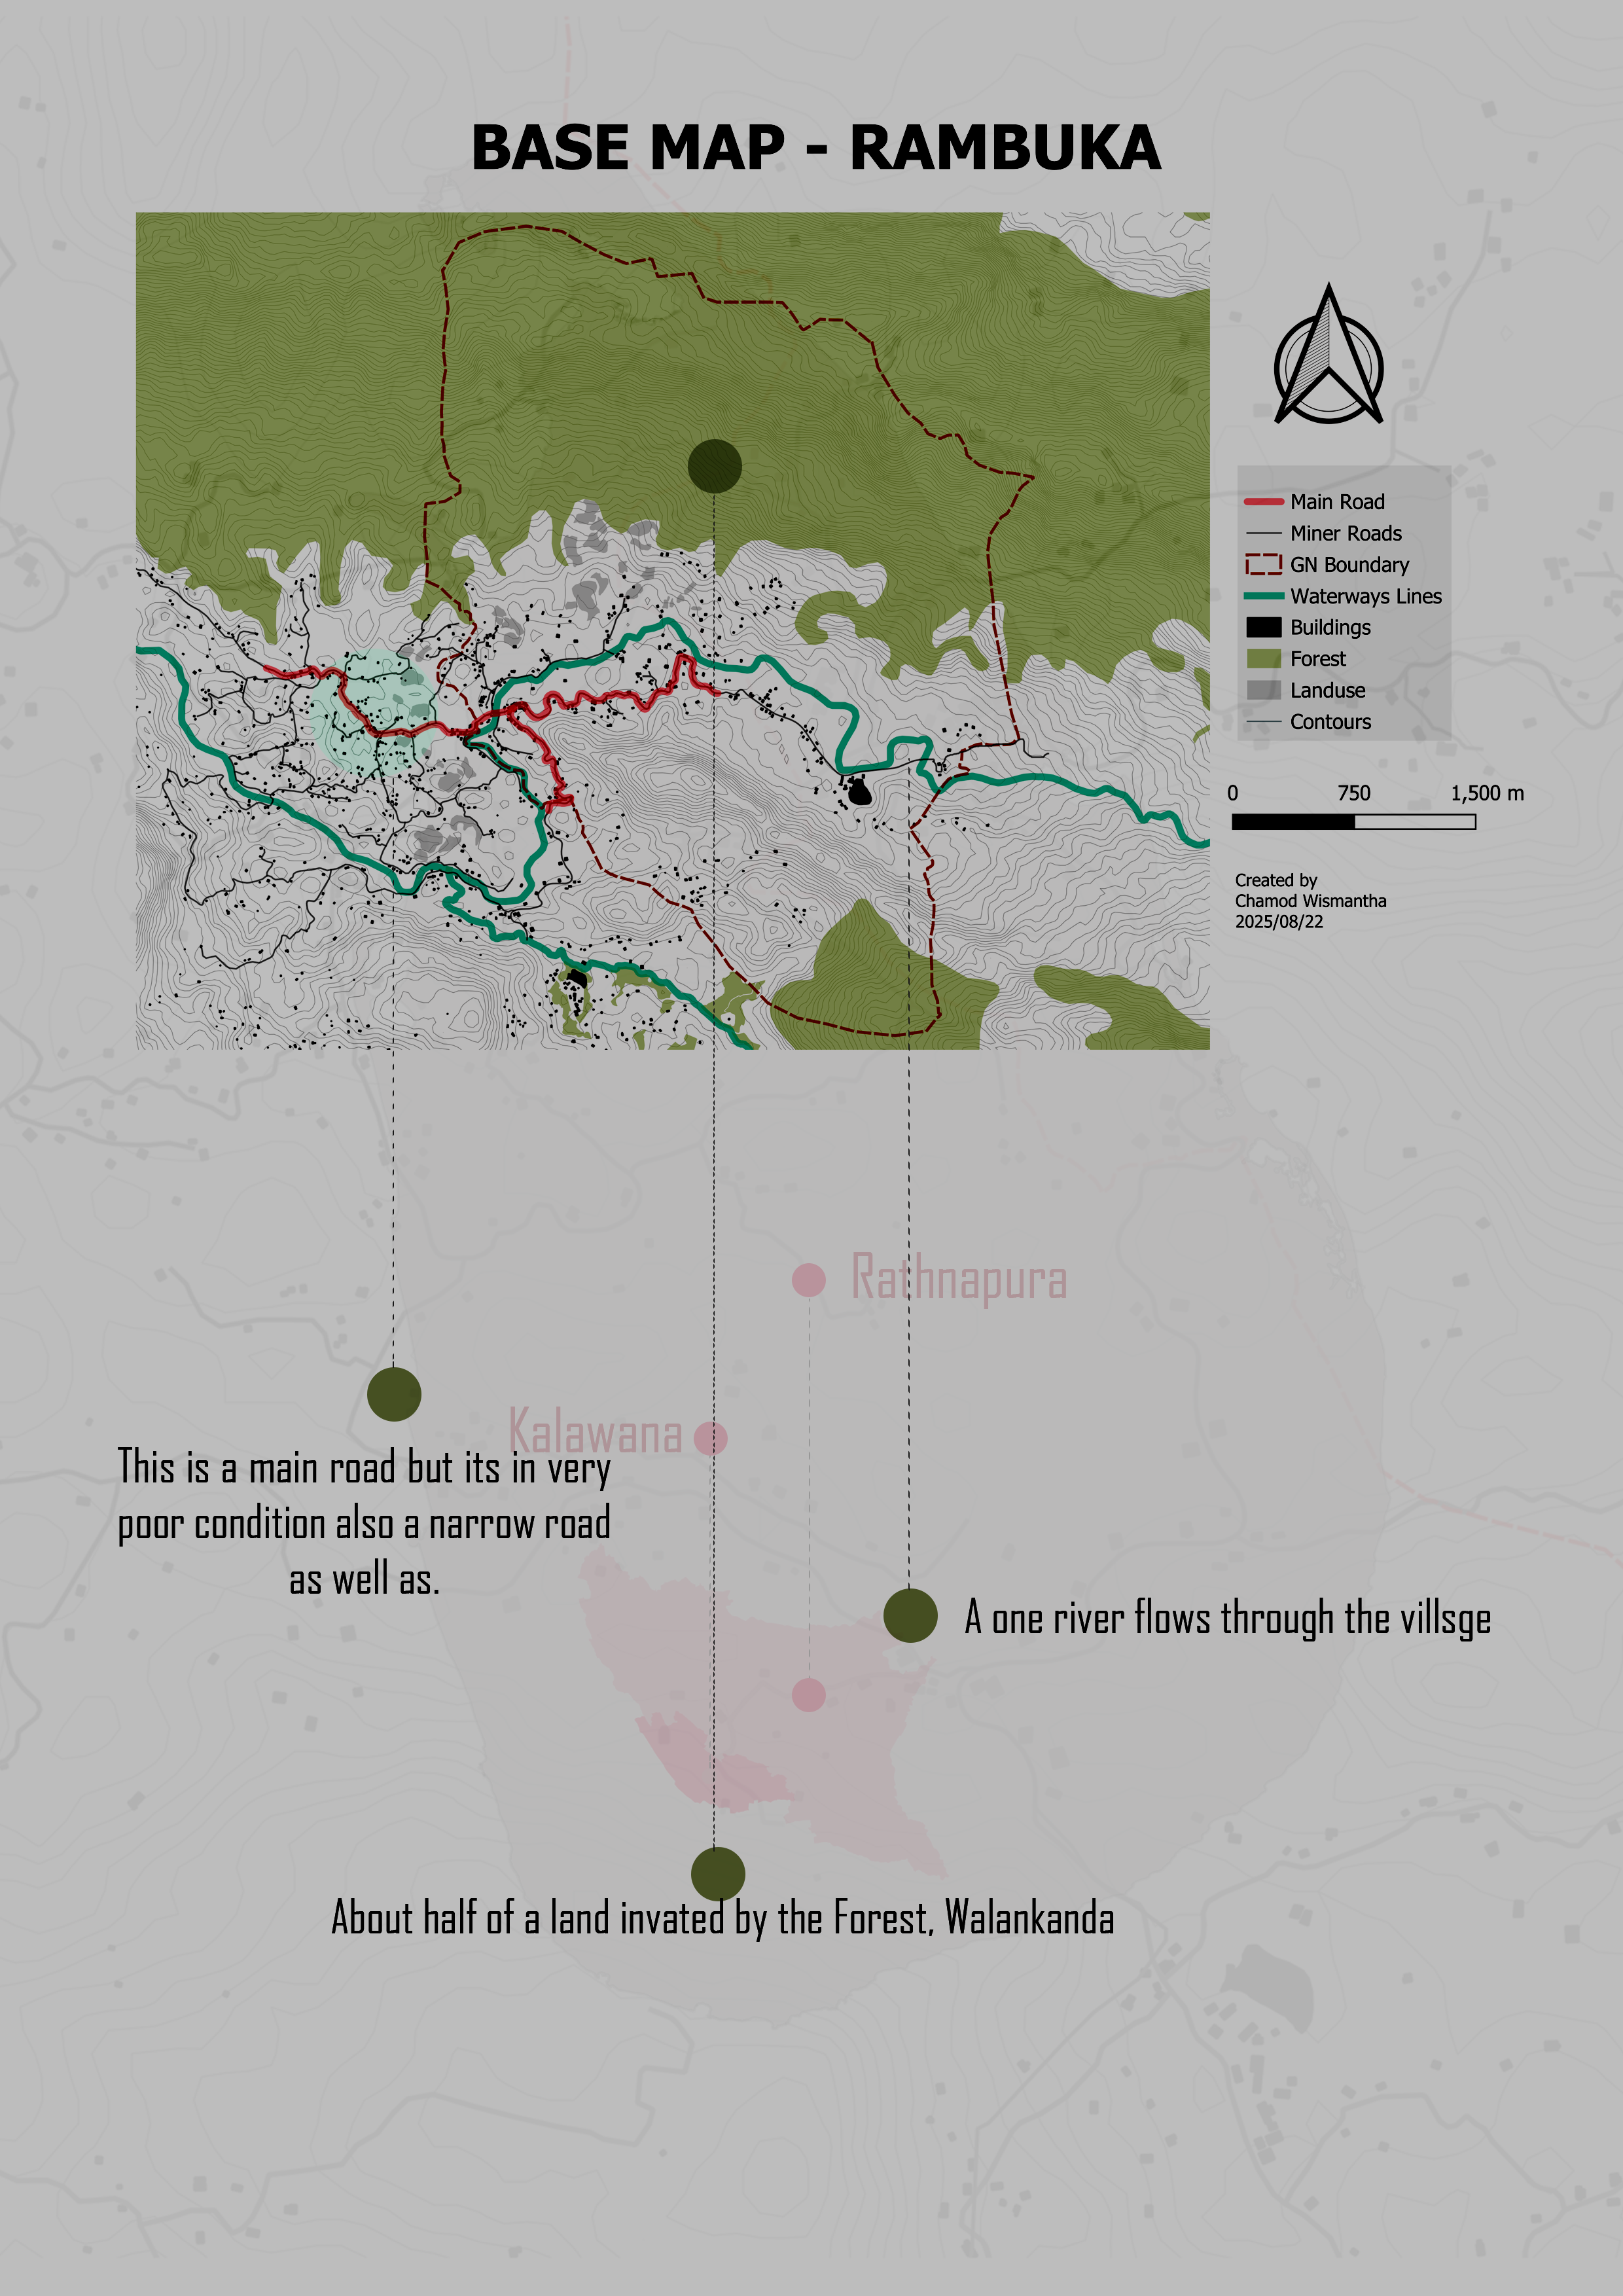 BASE MAP - RAMBUKA
Main Road
Miner Roads
GN Boundary
Waterways Lines
Buildings
Forest
Landuse
Contours
0 750 1,500 m
Created by
Chamod Wismantha
2025/08/22
Rathnapura
Kalawana
This is a main road but its in very
poor condition also a narrow road
as well as.
A one river flows through the villsge
About half of a land invated by the Forest, Walankanda